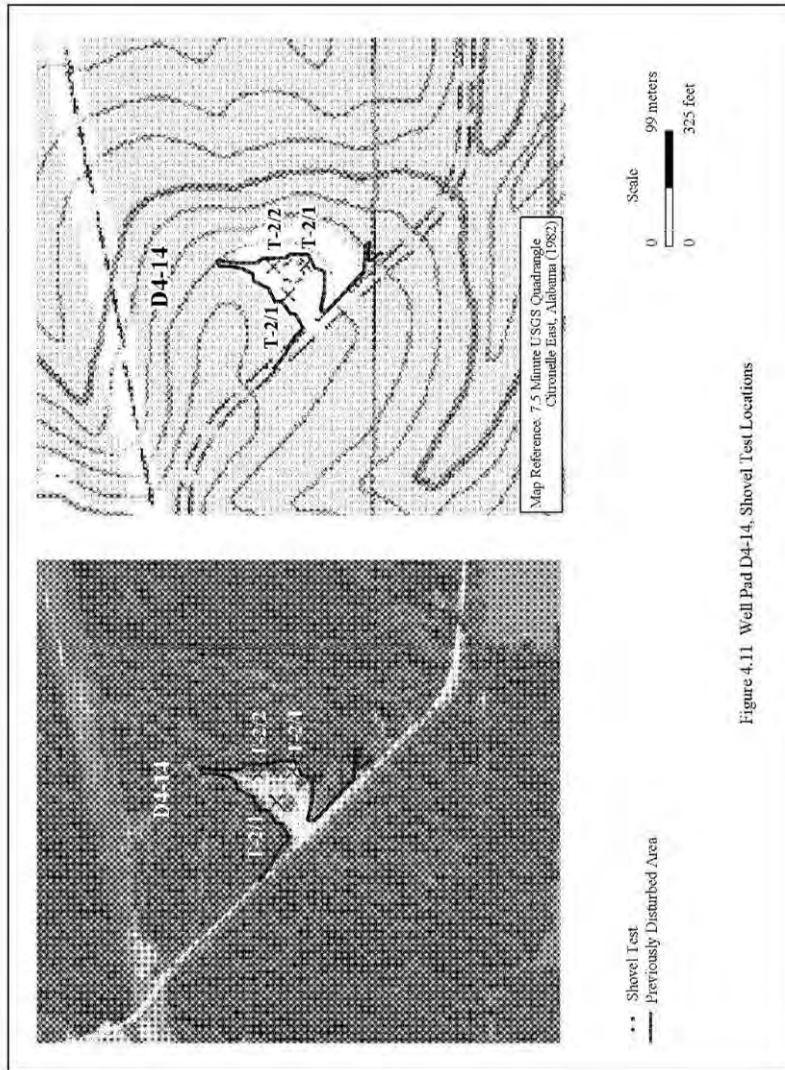 D4-14
T-2/1
T-2/2
T-2/1
D4-14
T-2/1
T-2/2
T-2/1
Map Reference. 7.5 Minute USGS Quadrangle
Citronelle East, Alabama (1982)
Shovel Test
Previously Disturbed Area
Scale
0 99 meters
0 325 feet
Figure 4.11 Well Pad D4-14, Shovel Test Locations